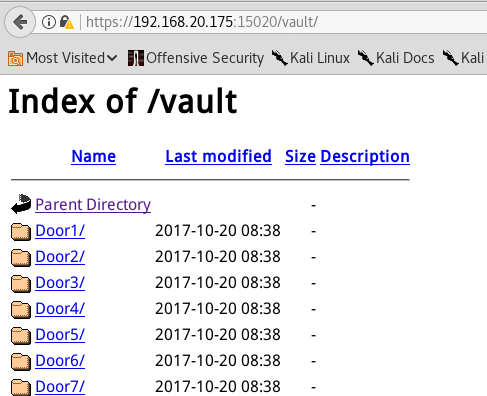 https://192.168.20.175:15020/vault/
Most Visited Offensive Security Kali Linux Kali Docs Kali
Index of /vault
Name Last modified Size Description
Parent Directory -
Door1/ 2017-10-20 08:38 -
Door2/ 2017-10-20 08:38 -
Door3/ 2017-10-20 08:38 -
Door4/ 2017-10-20 08:38 -
Door5/ 2017-10-20 08:38 -
Door6/ 2017-10-20 08:38 -
Door7/ 2017-10-20 08:38 -